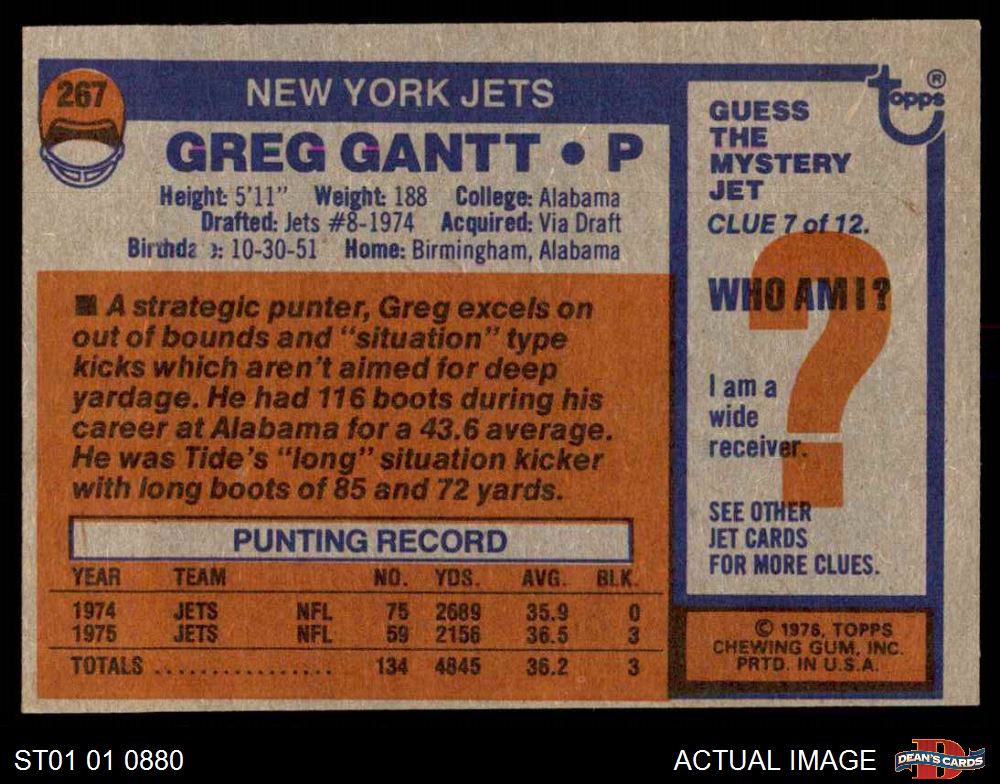 267
NEW YORK JETS
GREG GANTT • P
Height: 5'11" Weight: 188 College: Alabama
Drafted: Jets #8-1974 Acquired: Via Draft
10-30-51 Home: Birmingham, Alabama
■ A strategic punter, Greg excels on
out of bounds and "situation" type
kicks which aren't aimed for deep
yardage. He had 116 boots during his
career at Alabama for a 43.6 average.
He was Tide's "long" situation kicker
with long boots of 85 and 72 yards.
PUNTING RECORD
YEAR TEAM NO. YDS. AVG. BLK.
1974 JETS NFL 75 2689 35.9 0
1975 JETS NFL 59 2156 36.5 3
TOTALS ................ 134 4845 36.2 3
topps ®
GUESS
THE
MYSTERY
JET
CLUE 7 of 12.
?
WHO AM I?
I am a
wide
receiver.
SEE OTHER
JET CARDS
FOR MORE CLUES.
© 1976, TOPPS
CHEWING GUM, INC.
PRTD. IN U.S.A.
ST01 01 0880
ACTUAL IMAGE
DEAN'S CARDS